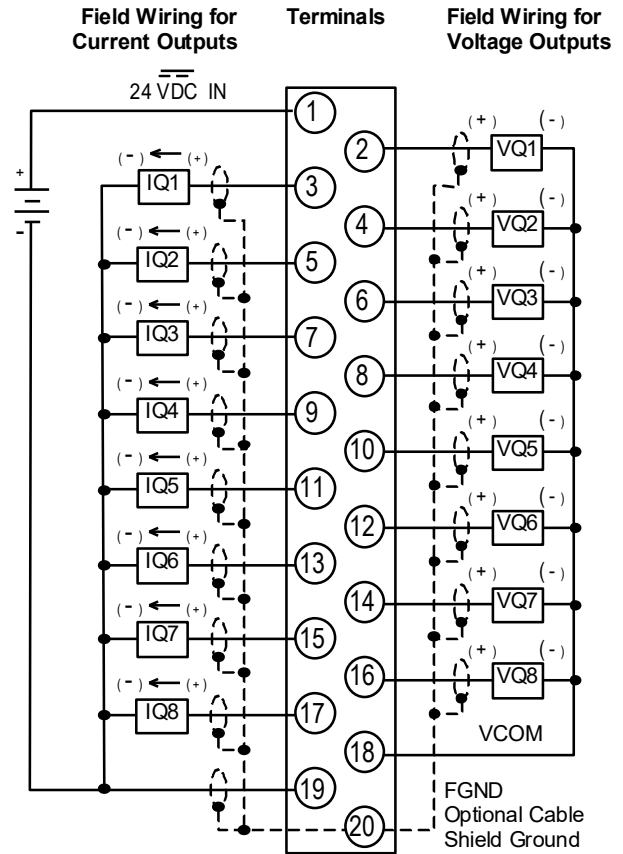 Field Wiring for Current Outputs
Terminals
Field Wiring for Voltage Outputs
24 VDC IN
1
+
-
2
(+) (-)
VQ1
(-) ← (+)
IQ1
3
4
(+) (-)
VQ2
(-) ← (+)
IQ2
5
6
(+) (-)
VQ3
(-) ← (+)
IQ3
7
8
(+) (-)
VQ4
(-) ← (+)
IQ4
9
10
(+) (-)
VQ5
(-) ← (+)
IQ5
11
12
(+) (-)
VQ6
(-) ← (+)
IQ6
13
14
(+) (-)
VQ7
(-) ← (+)
IQ7
15
16
(+) (-)
VQ8
(-) ← (+)
IQ8
17
VCOM
18
19
20
FGND
Optional Cable
Shield Ground